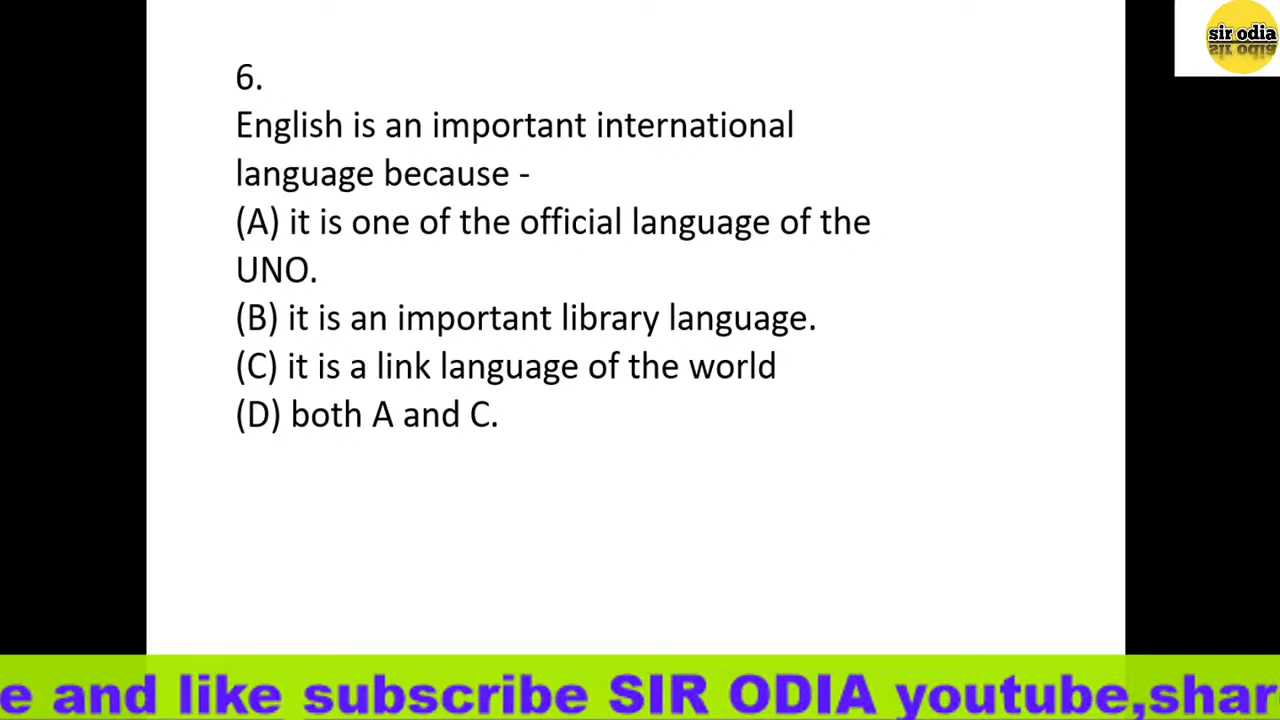 sir odia
6.
English is an important international
language because -
(A) it is one of the official language of the
UNO.
(B) it is an important library language.
(C) it is a link language of the world
(D) both A and C.
e and like subscribe SIR ODIA youtube,shar